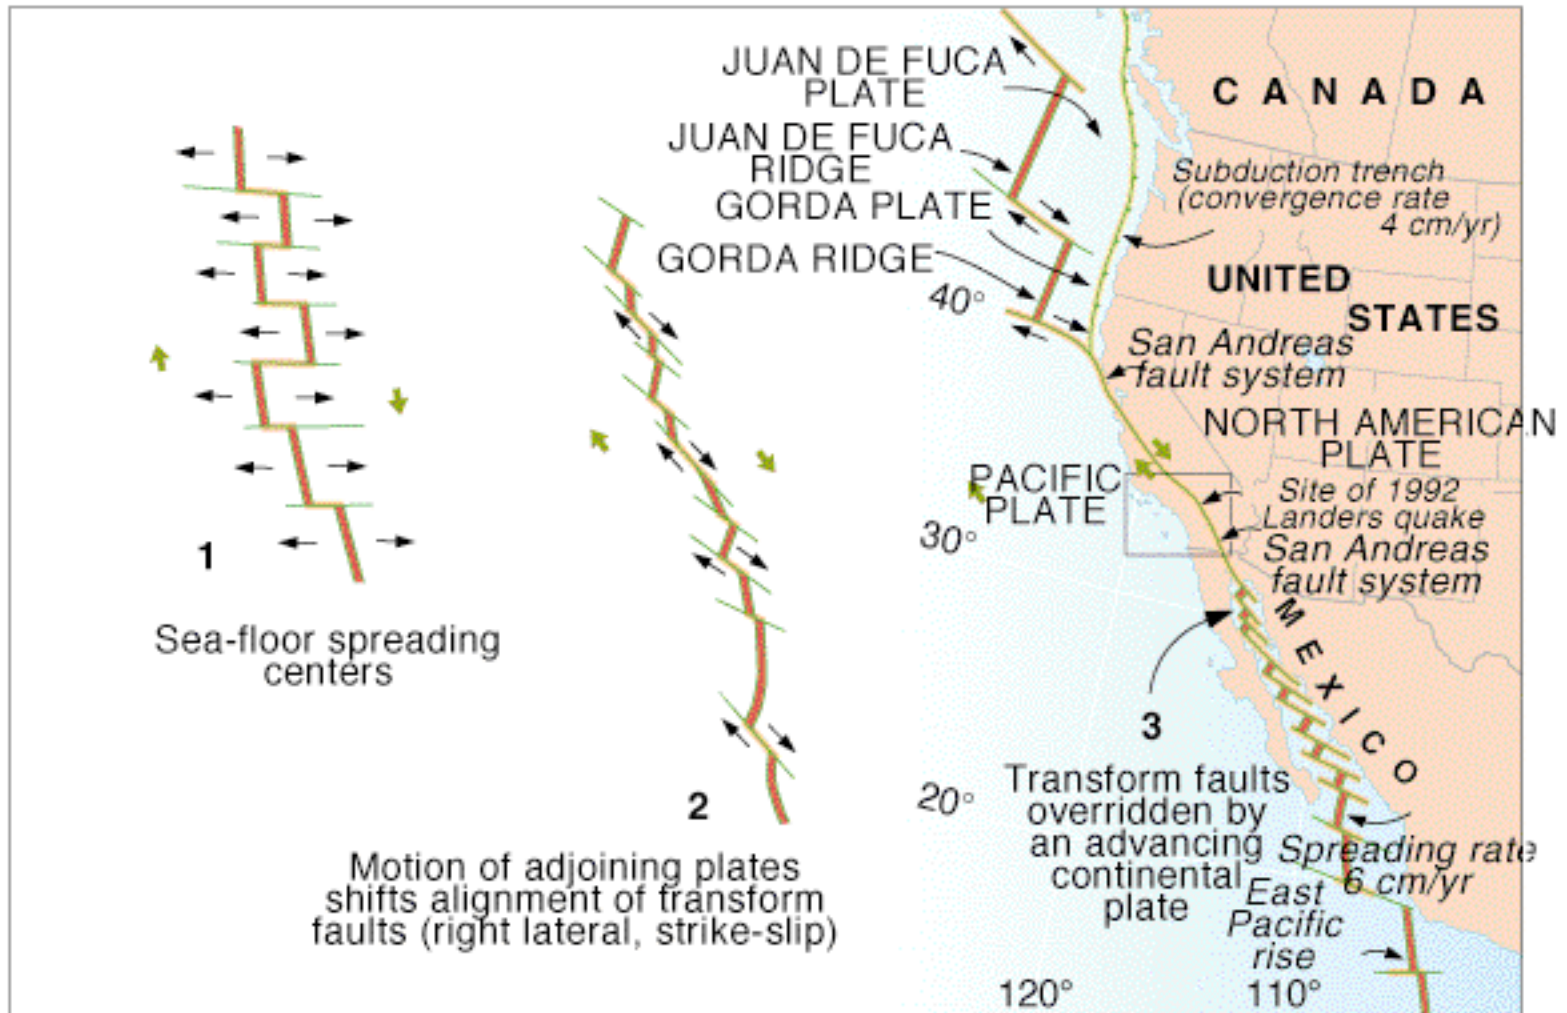 1
Sea-floor spreading
centers
2
Motion of adjoining plates
shifts alignment of transform
faults (right lateral, strike-slip)
JUAN DE FUCA
PLATE
JUAN DE FUCA
RIDGE
GORDA PLATE
GORDA RIDGE
CANADA
Subduction trench
(convergence rate
4 cm/yr)
UNITED
STATES
40°
San Andreas
fault system
NORTH AMERICAN
PLATE
PACIFIC
PLATE
Site of 1992
Landers quake
30°
San Andreas
fault system
MEXICO
3
Transform faults
overridden by
an advancing
continental
plate
20°
Spreading rate
6 cm/yr
East
Pacific
rise
120°
110°